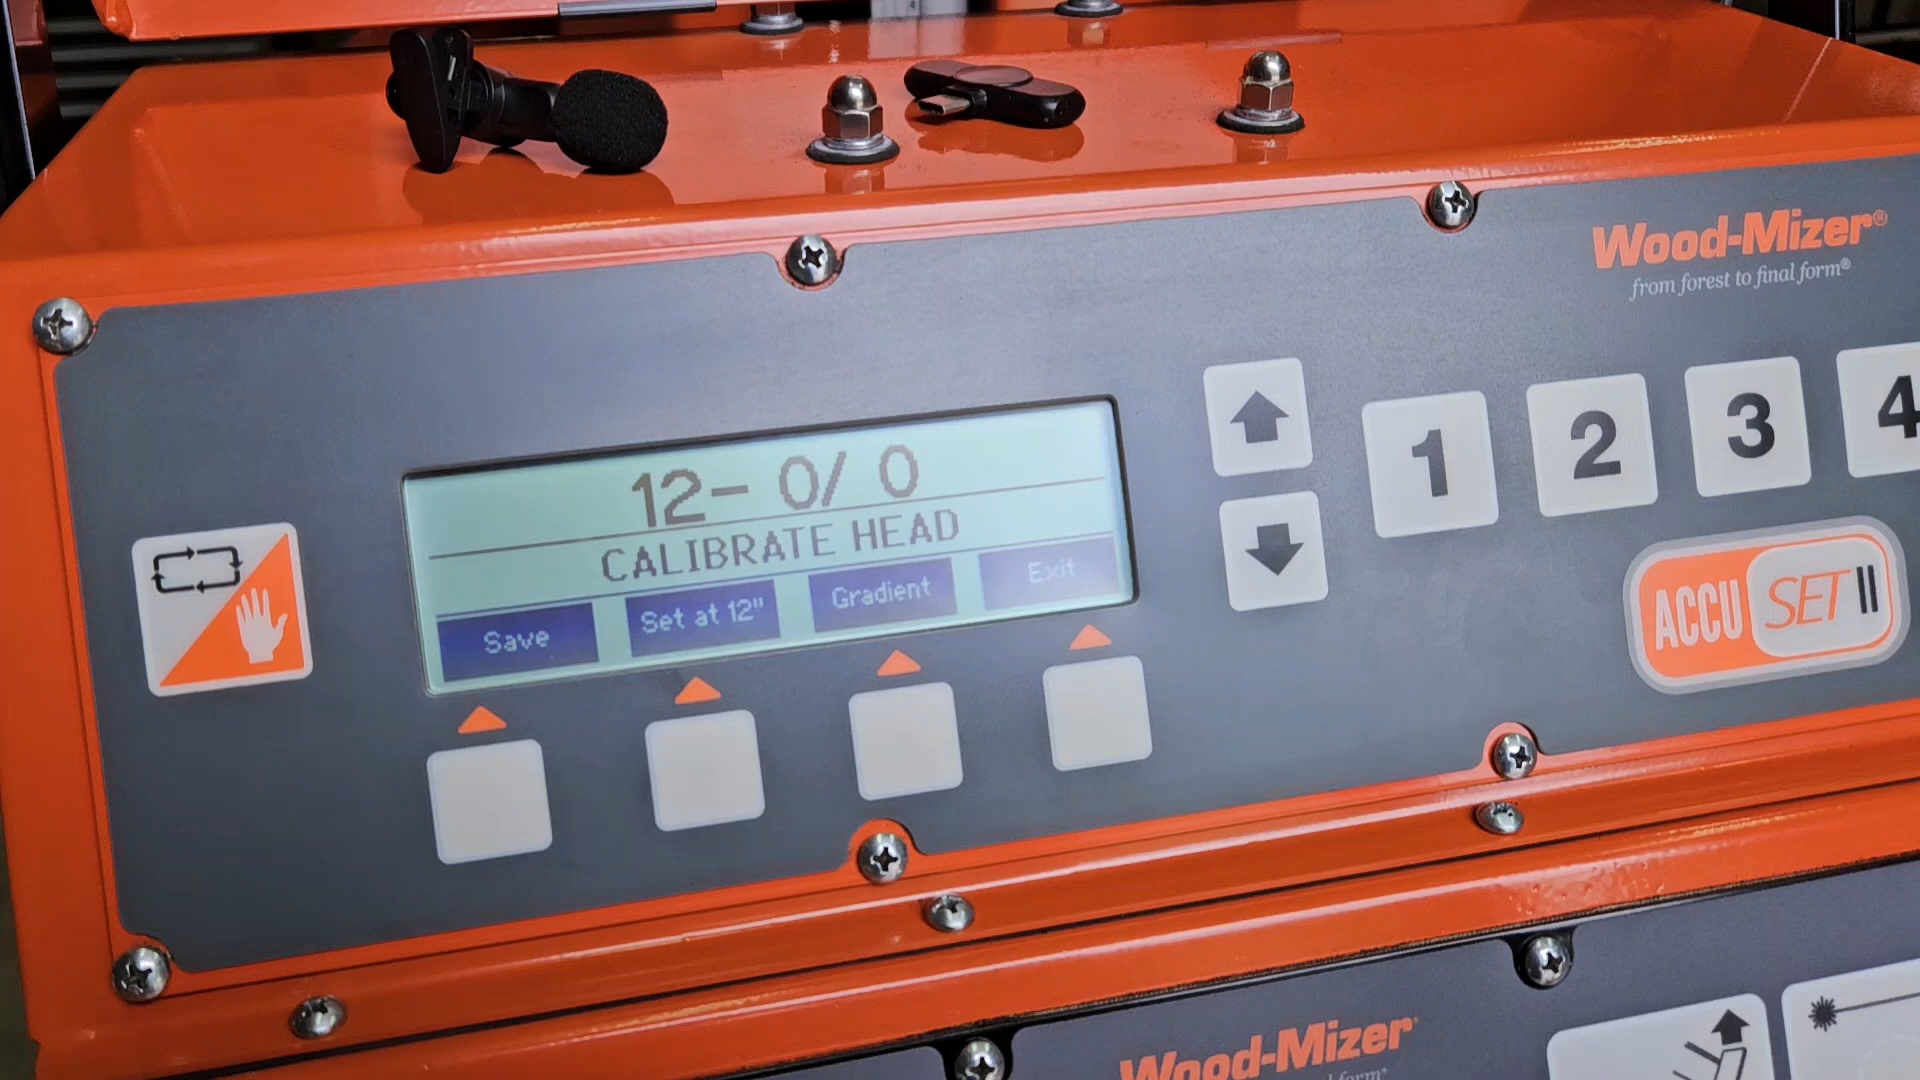 Wood-Mizer®
from forest to final form®
12- 0/ 0
CALIBRATE HEAD
Save
Set at 12"
Gradient
Exit
1
2
3
4
ACCU SET II
Wood-Mizer®
form®